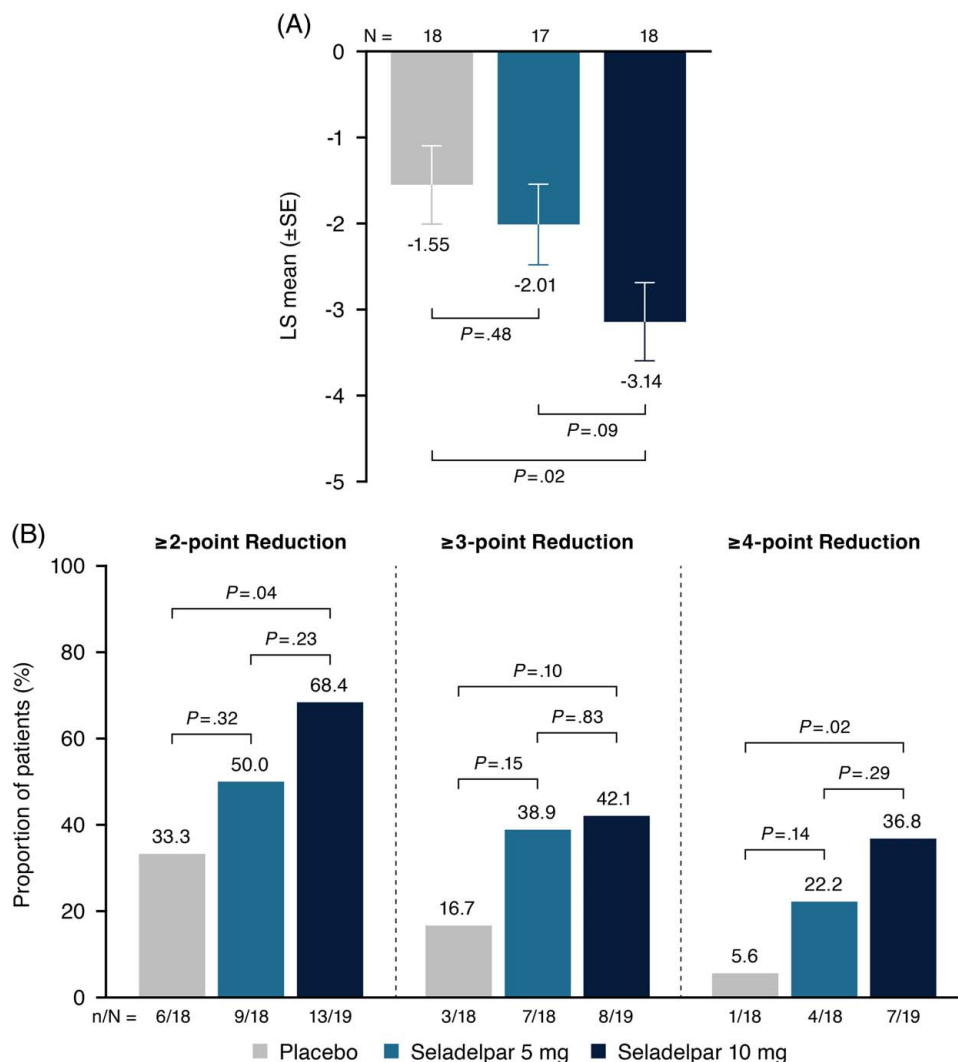 (A)
N = 18 17 18
0
-1
-2
-3
-4
-5
LS mean (±SE)
-1.55
-2.01
-3.14
P=.48
P=.09
P=.02
(B)
≥2-point Reduction ≥3-point Reduction ≥4-point Reduction
100
80
60
40
20
0
Proportion of patients (%)
P=.04
P=.23
P=.32
33.3
50.0
68.4
P=.10
P=.83
P=.15
16.7
38.9
42.1
P=.02
P=.29
P=.14
5.6
22.2
36.8
n/N = 6/18 9/18 13/19 3/18 7/18 8/19 1/18 4/18 7/19
Placebo Seladelpar 5 mg Seladelpar 10 mg